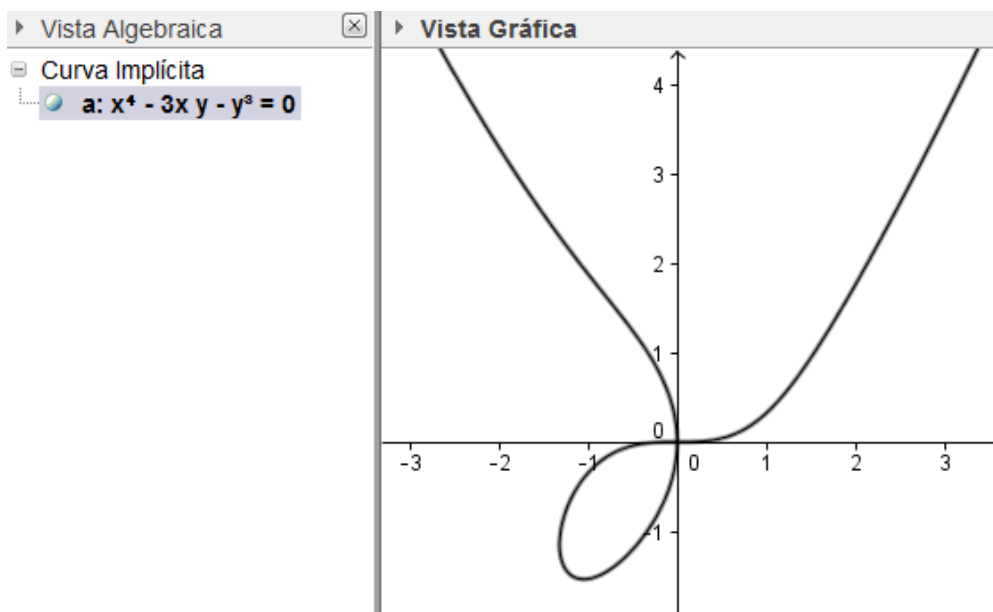 Vista Algebraica
Vista Gráfica
Curva Implícita
a: x⁴ - 3x y - y³ = 0
4
3
2
1
0
-3 -2 -1 0 1 2 3
-1